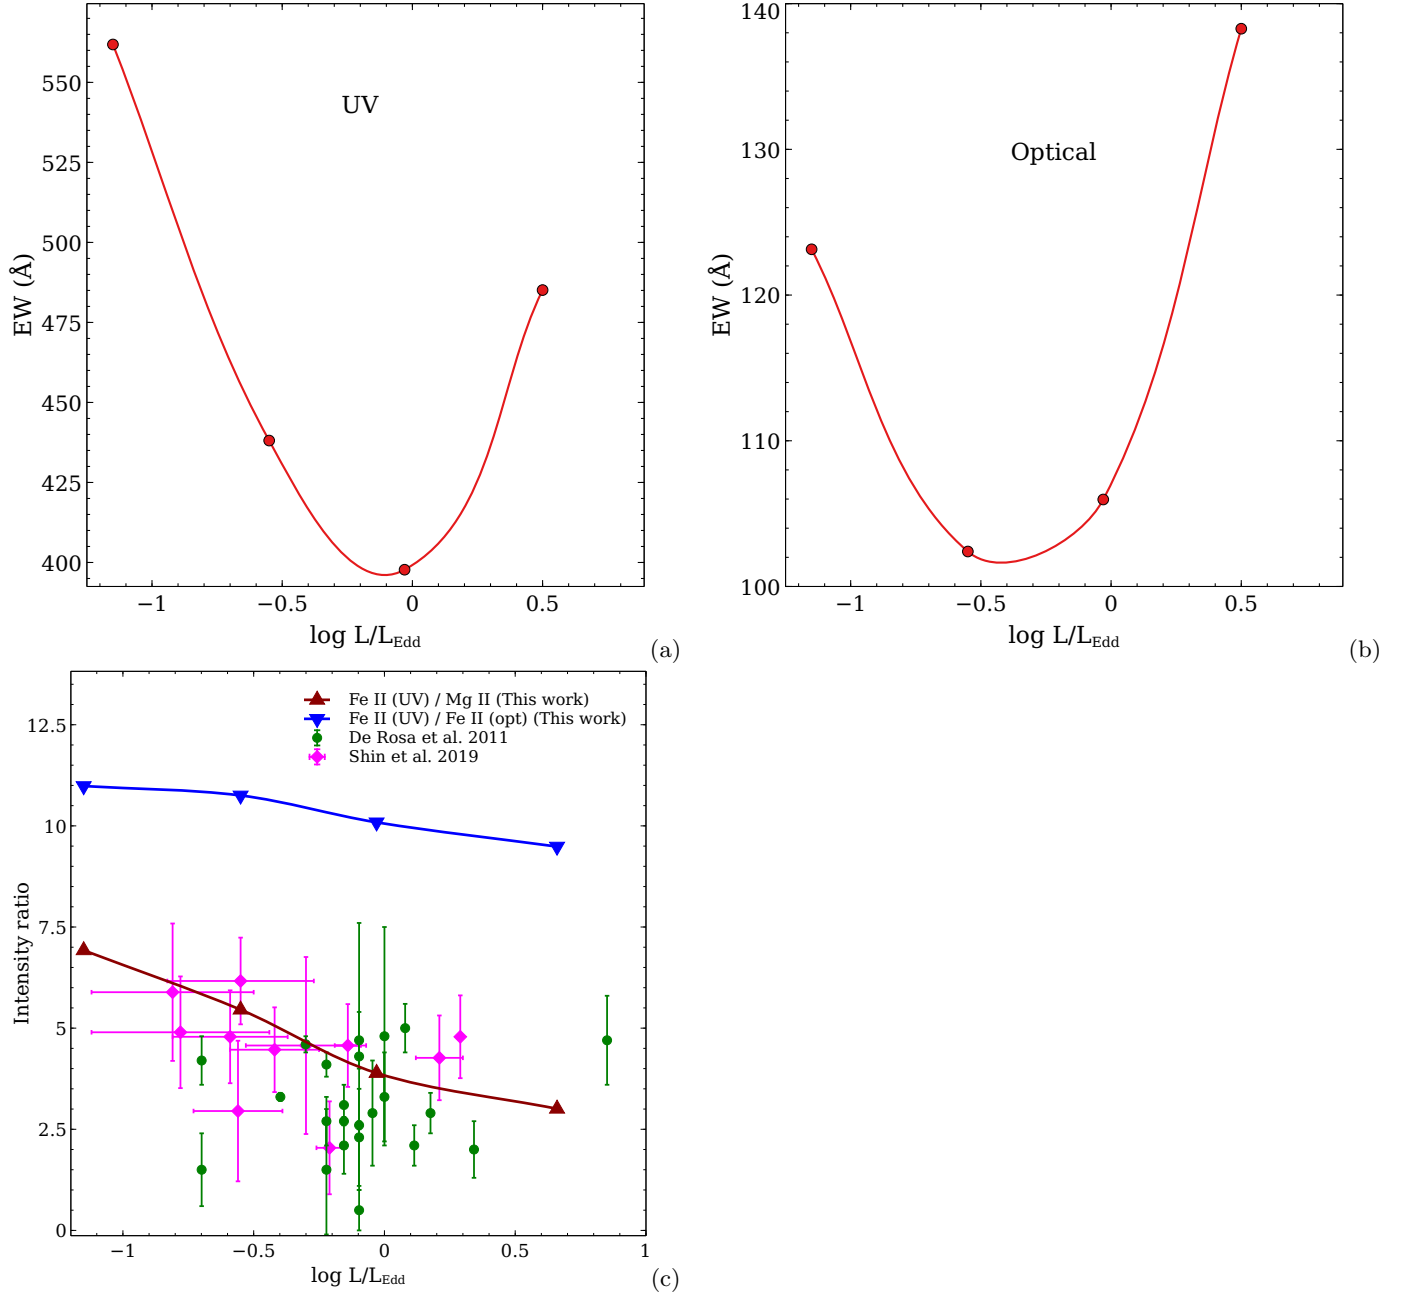 UV
EW (Å)
550
525
500
475
450
425
400
−1
−0.5
0
0.5
log L/L_Edd
(a)
Optical
EW (Å)
140
130
120
110
100
−1
−0.5
0
0.5
log L/L_Edd
(b)
Fe II (UV) / Mg II (This work)
Fe II (UV) / Fe II (opt) (This work)
De Rosa et al. 2011
Shin et al. 2019
Intensity ratio
12.5
10
7.5
5
2.5
0
−1
−0.5
0
0.5
1
log L/L_Edd
(c)